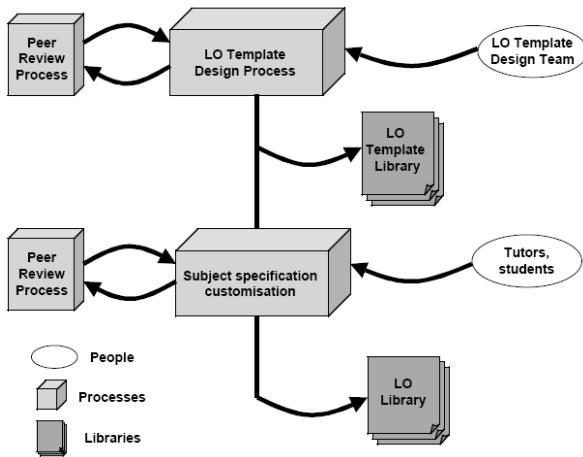 Peer
Review
Process
LO Template
Design Process
LO Template
Design Team
LO
Template
Library
Peer
Review
Process
Subject specification
customisation
Tutors,
students
People
Processes
Libraries
LO
Library